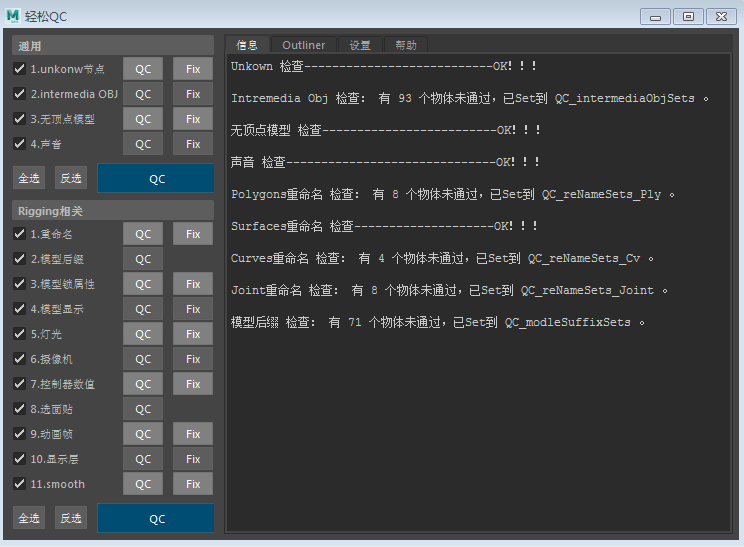 轻松QC
通用
1.unkonw节点 QC Fix
2.intermedia OBJ QC Fix
3.无顶点模型 QC Fix
4.声音 QC Fix
全选 反选 QC
Rigging相关
1.重命名 QC Fix
2.模型后缀 QC
3.模型锁属性 QC Fix
4.模型显示 QC Fix
5.灯光 QC Fix
6.摄像机 QC Fix
7.控制器数值 QC Fix
8.选面贴 QC
9.动画帧 QC Fix
10.显示层 QC Fix
11.smooth QC Fix
全选 反选 QC
信息 Outliner 设置 帮助
Unkown 检查---------------------------OK!!!
Intremedia Obj 检查: 有 93 个物体未通过,已Set到 QC_intermediaObjSets 。
无顶点模型 检查-------------------------OK!!!
声音 检查------------------------------OK!!!
Polygons重命名 检查: 有 8 个物体未通过,已Set到 QC_reNameSets_Ply 。
Surfaces重命名 检查--------------------OK!!!
Curves重命名 检查: 有 4 个物体未通过,已Set到 QC_reNameSets_Cv 。
Joint重命名 检查: 有 8 个物体未通过,已Set到 QC_reNameSets_Joint 。
模型后缀 检查: 有 71 个物体未通过,已Set到 QC_modleSuffixSets 。